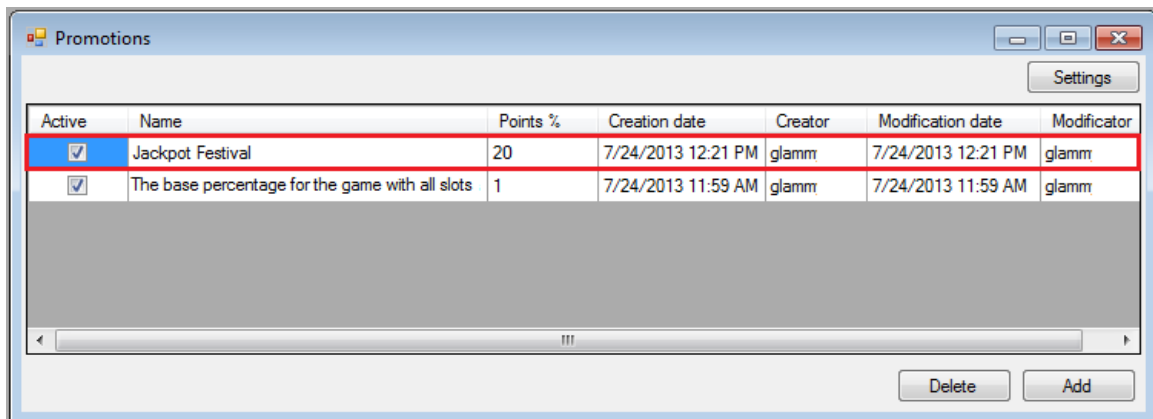 Promotions
Settings
Active Name Points % Creation date Creator Modification date Modificator
Jackpot Festival 20 7/24/2013 12:21 PM glamm 7/24/2013 12:21 PM glamm
The base percentage for the game with all slots 1 7/24/2013 11:59 AM glamm 7/24/2013 11:59 AM glamm
Delete Add